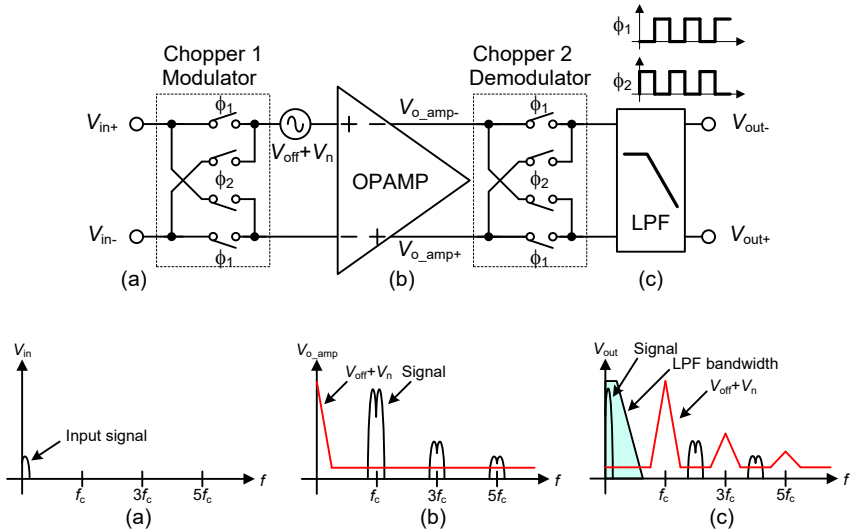 Chopper 1
Modulator
Chopper 2
Demodulator
(c)
ϕ1
ϕ2
Vin+
ϕ1
Voff+Vn
ϕ2
Vin-
ϕ1
(a)
OPAMP
Vo_amp-
Vo_amp+
(b)
ϕ1
ϕ2
ϕ1
LPF
(c)
Vout-
Vout+
Vin
Input signal
fc
3fc
5fc
f
(a)
Vo_amp
Voff+Vn
Signal
fc
3fc
5fc
f
(b)
Vout
Signal
LPF bandwidth
Voff+Vn
fc
3fc
5fc
f
(c)